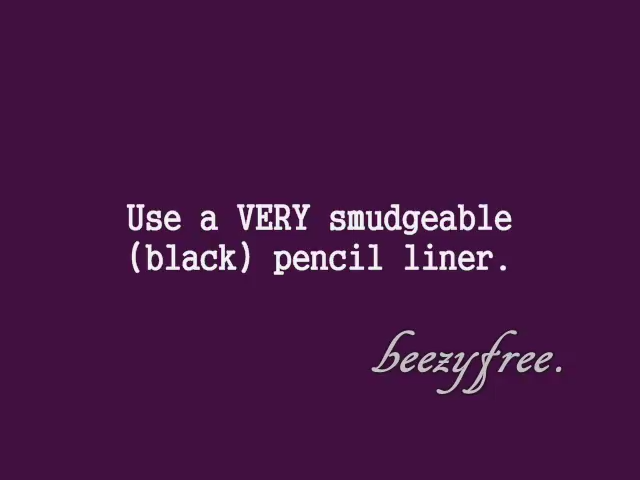 Use a VERY smudgeable
(black) pencil liner.
beezyfree.